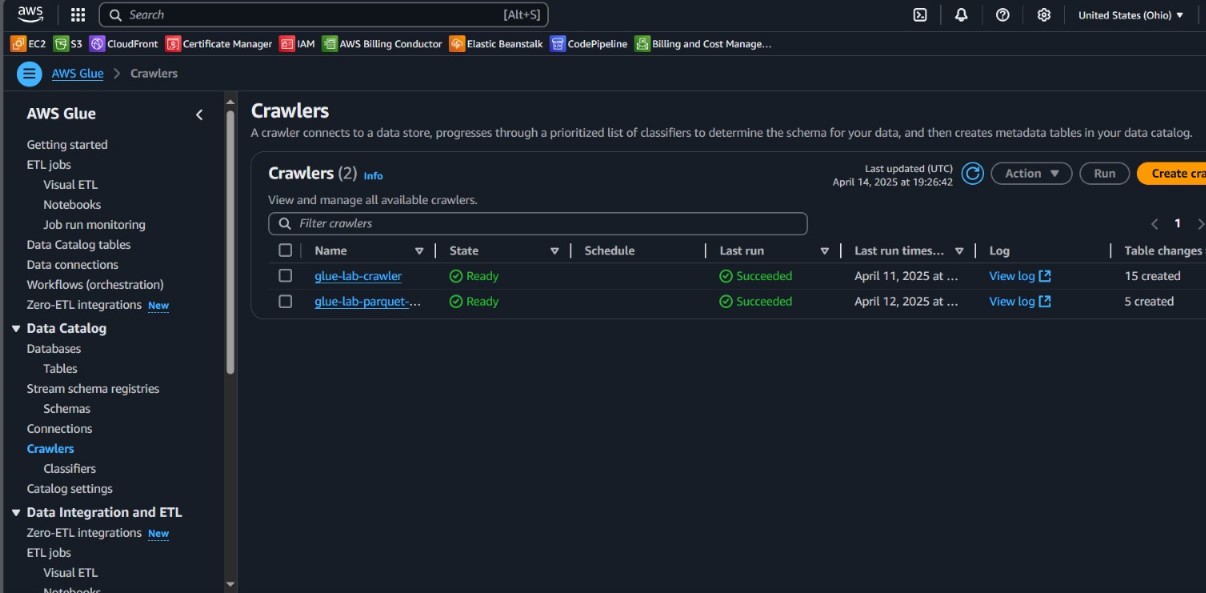 aws Search [Alt+S] United States (Ohio)
EC2 S3 CloudFront Certificate Manager IAM AWS Billing Conductor Elastic Beanstalk CodePipeline Billing and Cost Manage...
AWS Glue Crawlers
AWS Glue
Getting started
ETL jobs
Visual ETL
Notebooks
Job run monitoring
Data Catalog tables
Data connections
Workflows (orchestration)
Zero-ETL integrations New
Data Catalog
Databases
Tables
Stream schema registries
Schemas
Connections
Crawlers
Classifiers
Catalog settings
Data Integration and ETL
Zero-ETL integrations New
ETL jobs
Visual ETL
Notebooks
Crawlers
A crawler connects to a data store, progresses through a prioritized list of classifiers to determine the schema for your data, and then creates metadata tables in your data catalog.
Crawlers (2) Info
Last updated (UTC)
April 14, 2025 at 19:26:42
Action Run Create cra
View and manage all available crawlers.
Filter crawlers
1
Name State Schedule Last run Last run times... Log Table changes
glue-lab-crawler Ready Succeeded April 11, 2025 at ... View log 15 created
glue-lab-parquet-... Ready Succeeded April 12, 2025 at ... View log 5 created